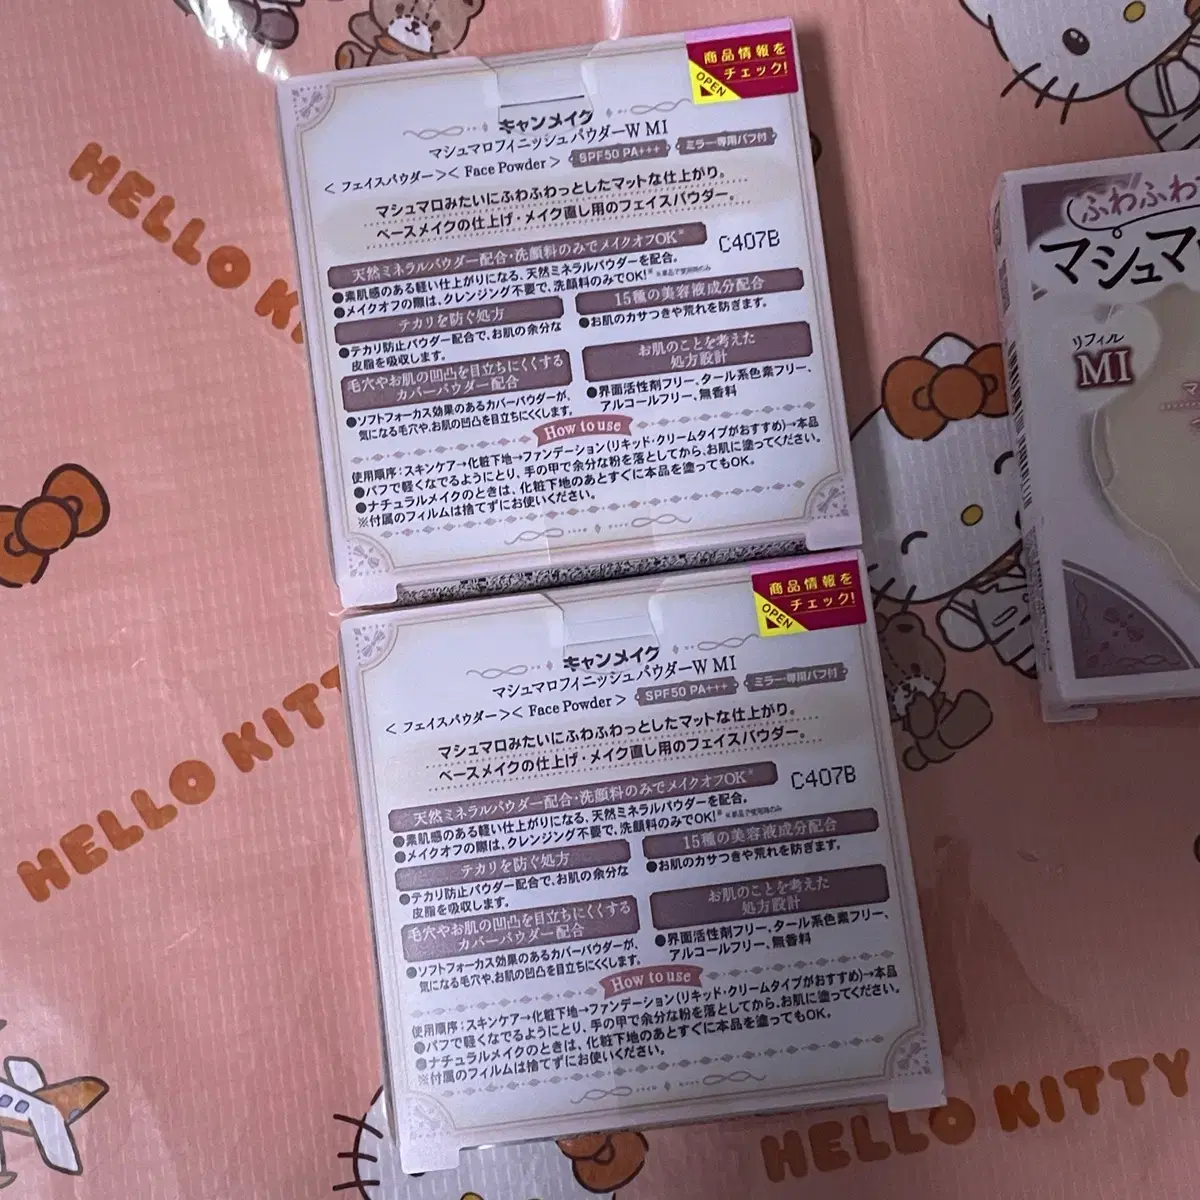 商品情報を
チェック!
OPEN
キャンメイク
マシュマロフィニッシュパウダーW MI
＜フェイスパウダー＞＜Face Powder＞ SPF50 PA+++ ミラー・専用パフ付
マシュマロみたいにふわふわっとしたマットな仕上がり。
ベースメイクの仕上げ・メイク直し用のフェイスパウダー。
天然ミネラルパウダー配合・洗顔料のみでメイクオフOK※
C407B
●素肌感のある軽い仕上がりになる、天然ミネラルパウダーを配合。
●メイクオフの際は、クレンジング不要で、洗顔料のみでOK!※ ※単品で使用時のみ
テカリを防ぐ処方
●テカリ防止パウダー配合で、お肌の余分な
皮脂を吸収します。
15種の美容液成分配合
●お肌のカサつきや荒れを防ぎます。
毛穴やお肌の凹凸を目立ちにくくする
カバーパウダー配合
●ソフトフォーカス効果のあるカバーパウダーが、
気になる毛穴や、お肌の凹凸を目立ちにくくします。
お肌のことを考えた
処方設計
●界面活性剤フリー、タール系色素フリー、
アルコールフリー、無香料
How to use
使用順序：スキンケア→化粧下地→ファンデーション(リキッド・クリームタイプがおすすめ)→本品
●パフで軽くなでるようにとり、手の甲で余分な粉を落としてから、お肌に塗ってください。
●ナチュラルメイクのときは、化粧下地のあとすぐに本品を塗ってもOK。
※付属のフィルムは捨てずにお使いください。
商品情報を
チェック!
OPEN
キャンメイク
マシュマロフィニッシュパウダーW MI
＜フェイスパウダー＞＜Face Powder＞ SPF50 PA+++ ミラー・専用パフ付
マシュマロみたいにふわふわっとしたマットな仕上がり。
ベースメイクの仕上げ・メイク直し用のフェイスパウダー。
天然ミネラルパウダー配合・洗顔料のみでメイクオフOK※
C407B
●素肌感のある軽い仕上がりになる、天然ミネラルパウダーを配合。
●メイクオフの際は、クレンジング不要で、洗顔料のみでOK!※ ※単品で使用時のみ
テカリを防ぐ処方
●テカリ防止パウダー配合で、お肌の余分な
皮脂を吸収します。
15種の美容液成分配合
●お肌のカサつきや荒れを防ぎます。
毛穴やお肌の凹凸を目立ちにくくする
カバーパウダー配合
●ソフトフォーカス効果のあるカバーパウダーが、
気になる毛穴や、お肌の凹凸を目立ちにくくします。
お肌のことを考えた
処方設計
●界面活性剤フリー、タール系色素フリー、
アルコールフリー、無香料
How to use
使用順序：スキンケア→化粧下地→ファンデーション(リキッド・クリームタイプがおすすめ)→本品
●パフで軽くなでるようにとり、手の甲で余分な粉を落としてから、お肌に塗ってください。
●ナチュラルメイクのときは、化粧下地のあとすぐに本品を塗ってもOK。
※付属のフィルムは捨てずにお使いください。
ふわふわ
マシュマ
リフィル
MI
HELLO KITTY
HELLO K
HELLO KITT
HELLO KITTY